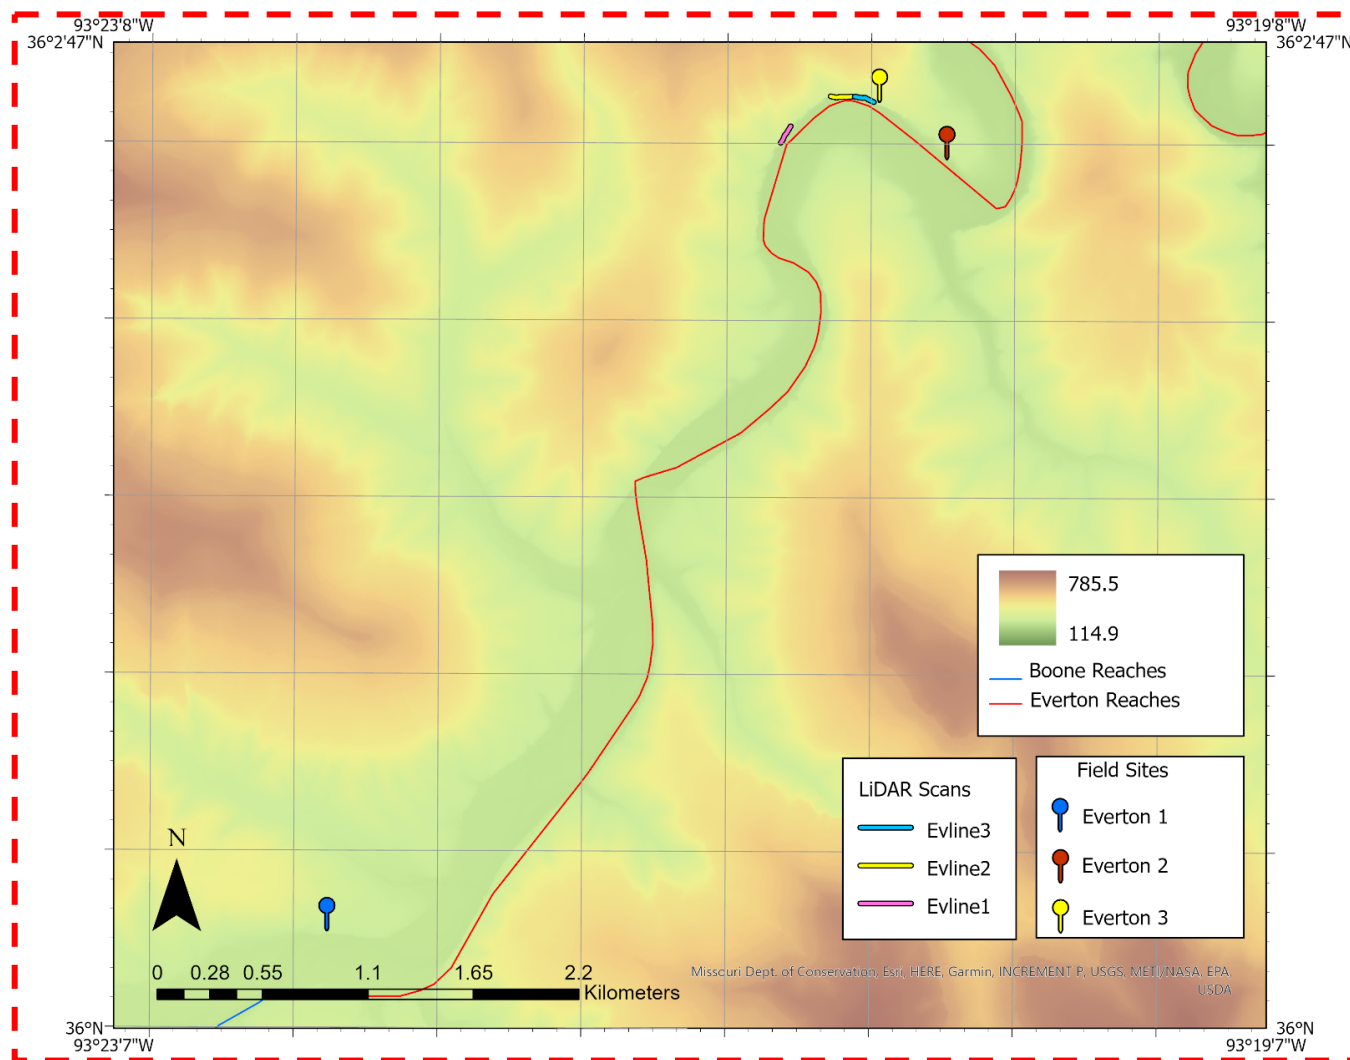 93°23'8"W 93°19'8"W
36°2'47"N 36°2'47"N
785.5
114.9
Boone Reaches
Everton Reaches
LiDAR Scans
Evline3
Evline2
Evline1
Field Sites
Everton 1
Everton 2
Everton 3
N
0 0.28 0.55 1.1 1.65 2.2
Kilometers
Missouri Dept. of Conservation, Esri, HERE, Garmin, INCREMENT P, USGS, METI/NASA, EPA,
USDA
36°N 36°N
93°23'7"W 93°19'7"W